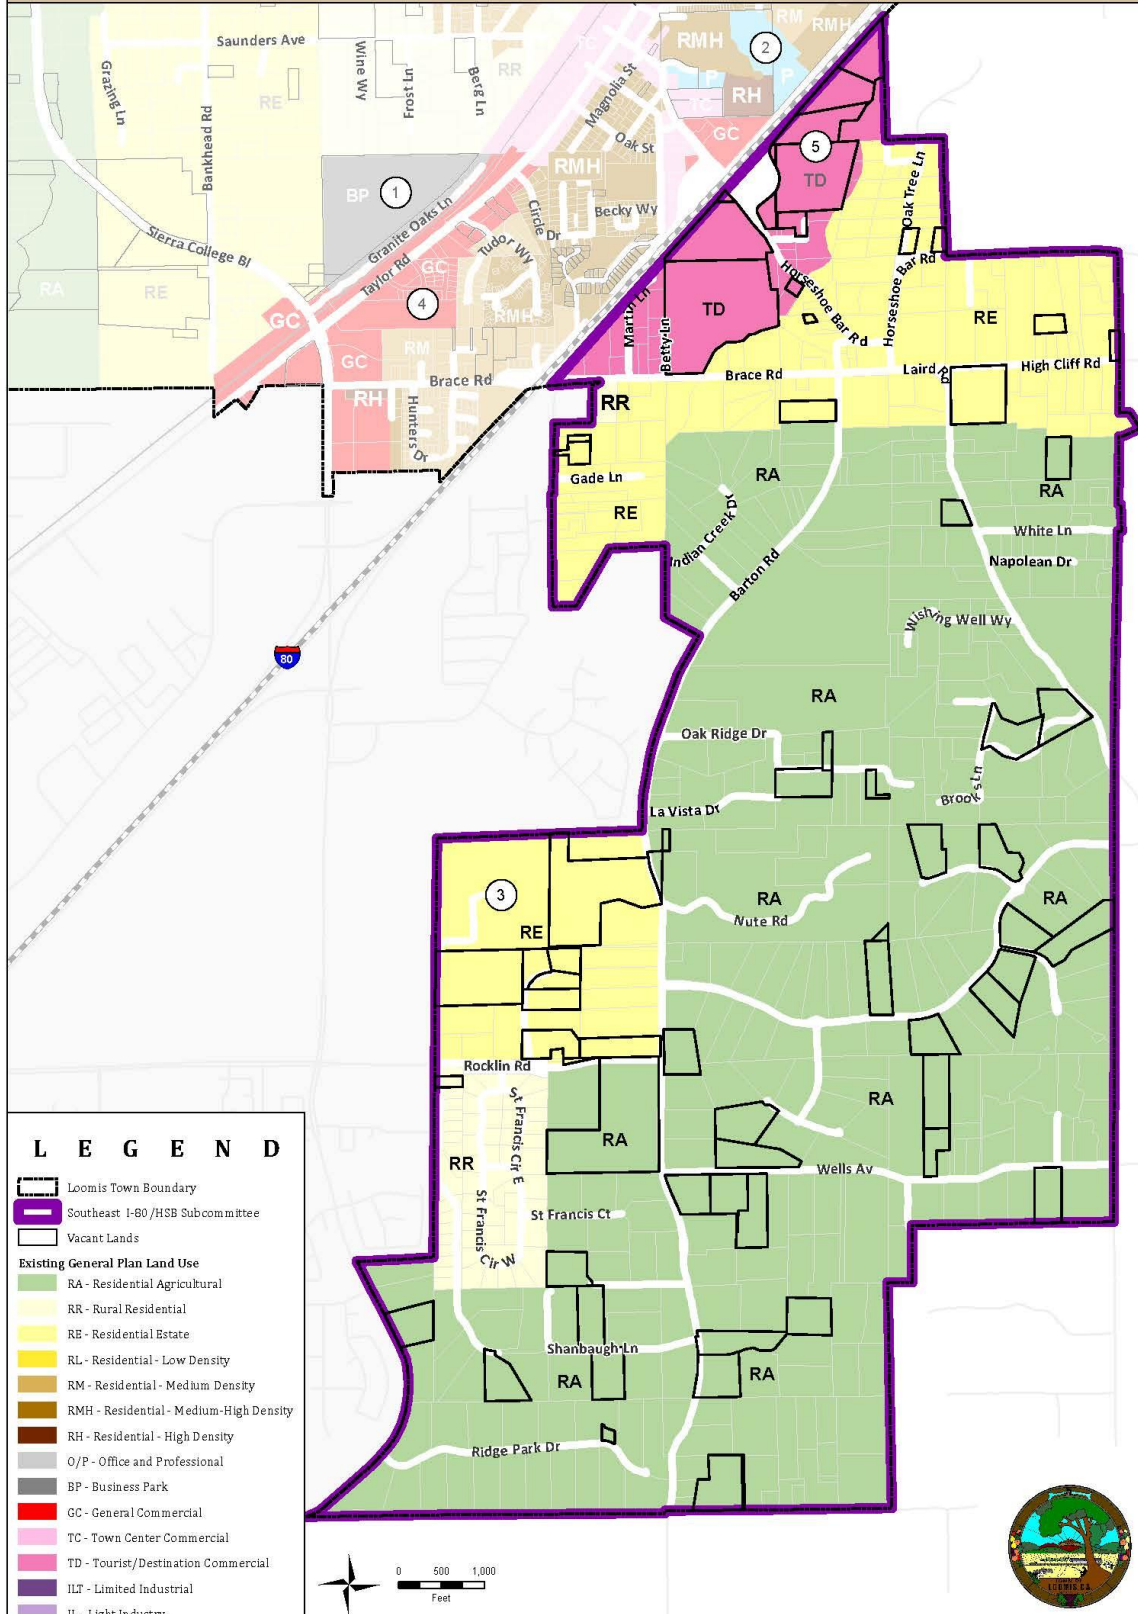 Saunders Ave
Grazing Ln
Bankhead Rd
Wine Wy
Frost Ln
Berg Ln
RR
RE
TC
Magnolia St
RMH
2
P
P
RM
RMH
TC
RH
GC
Oak St
BP
1
Granite Oaks Ln
RMH
Circle Dr
Becky Wy
Tudor Wy
Sierra College Bl
Taylor Rd
GC
4
RA
RE
GC
RMH
RM
GC
RH
Brace Rd
Hunters Dr
5
TD
Oak Tree Ln
Horseshoe Bar Rd
Horseshoe Bar Rd
TD
Martin Ln
Betty Ln
RE
Brace Rd
Laird Rd
High Cliff Rd
RR
Gade Ln
RE
RA
RA
Indian Creek Dr
Barton Rd
White Ln
Napolean Dr
Wishing Well Wy
80
RA
Oak Ridge Dr
La Vista Dr
Brooks Ln
3
RE
RA
Nute Rd
RA
Rocklin Rd
St Francis Cir E
RA
RA
RR
Wells Av
St Francis Ct
St Francis Cir W
Shanbaugh Ln
RA
RA
Ridge Park Dr
LEGEND
Loomis Town Boundary
Southeast I-80/HSB Subcommittee
Vacant Lands
Existing General Plan Land Use
RA - Residential Agricultural
RR - Rural Residential
RE - Residential Estate
RL - Residential - Low Density
RM - Residential - Medium Density
RMH - Residential - Medium-High Density
RH - Residential - High Density
O/P - Office and Professional
BP - Business Park
GC - General Commercial
TC - Town Center Commercial
TD - Tourist/Destination Commercial
ILT - Limited Industrial
0 500 1,000
Feet